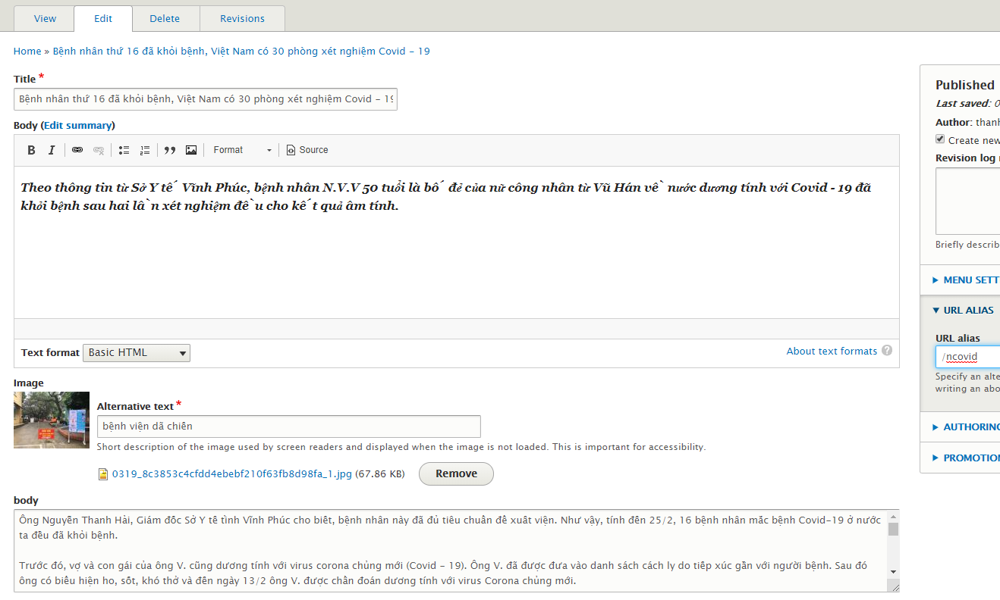 View Edit Delete Revisions
Home » Bệnh nhân thứ 16 đã khỏi bệnh, Việt Nam có 30 phòng xét nghiệm Covid - 19
Title *
Bệnh nhân thứ 16 đã khỏi bệnh, Việt Nam có 30 phòng xét nghiệm Covid - 19
Body (Edit summary)
B I Format Source
Theo thông tin từ Sở Y tế Vĩnh Phúc, bệnh nhân N.V.V 50 tuổi là bố đẻ của nữ công nhân từ Vũ Hán về nước dương tính với Covid - 19 đã
khỏi bệnh sau hai lần xét nghiệm đều cho kết quả âm tính.
Text format Basic HTML
About text formats ?
Image
Alternative text *
bệnh viện dã chiến
Short description of the image used by screen readers and displayed when the image is not loaded. This is important for accessibility.
0319_8c3853c4cfdd4ebebf210f63fb8d98fa_1.jpg (67.86 KB) Remove
body
Ông Nguyễn Thanh Hải, Giám đốc Sở Y tế tỉnh Vĩnh Phúc cho biết, bệnh nhân này đã đủ tiêu chuẩn để xuất viện. Như vậy, tính đến 25/2, 16 bệnh nhân mắc bệnh Covid-19 ở nước
ta đều đã khỏi bệnh.
Trước đó, vợ và con gái của ông V. cũng dương tính với virus corona chủng mới (Covid - 19). Ông V. đã được đưa vào danh sách cách ly do tiếp xúc gần với người bệnh. Sau đó
ông có biểu hiện ho, sốt, khó thở và đến ngày 13/2 ông V. được chẩn đoán dương tính với virus Corona chủng mới.
Published
Last saved: 0
Author: thanh
Create new
Revision log
Briefly describ
MENU SETT
URL ALIAS
URL alias
/ncovid
Specify an alte
writing an abo
AUTHORING
PROMOTION